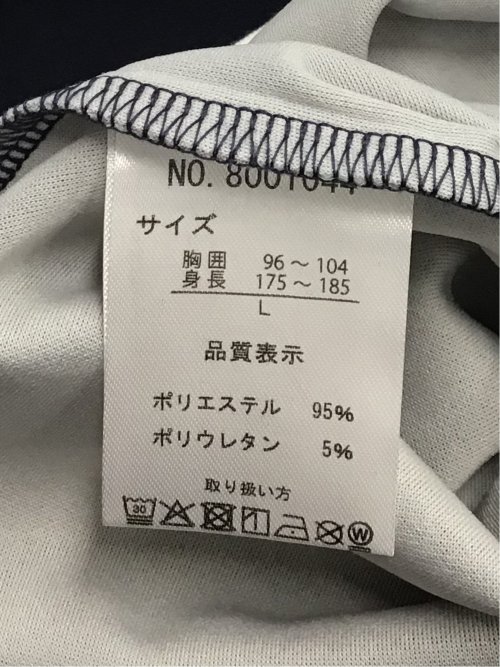 NO. 8001044
サイズ
胸囲 96～104
身長 175～185
L
品質表示
ポリエステル 95%
ポリウレタン 5%
取り扱い方
30 W